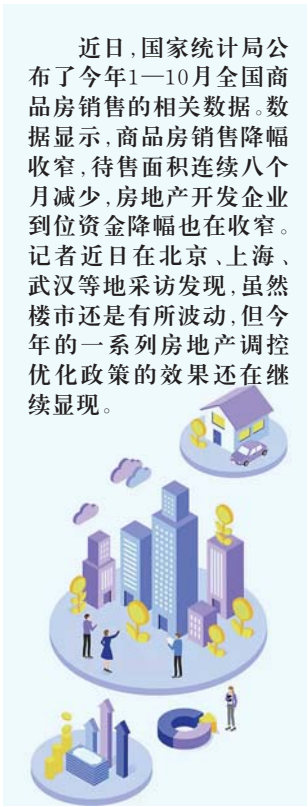 近日,国家统计局公
布了今年1—10月全国商
品房销售的相关数据。数
据显示,商品房销售降幅
收窄,待售面积连续八个
月减少,房地产开发企业
到位资金降幅也在收窄。
记者近日在北京、上海、
武汉等地采访发现,虽然
楼市还是有所波动,但今
年的一系列房地产调控
优化政策的效果还在继
续显现。